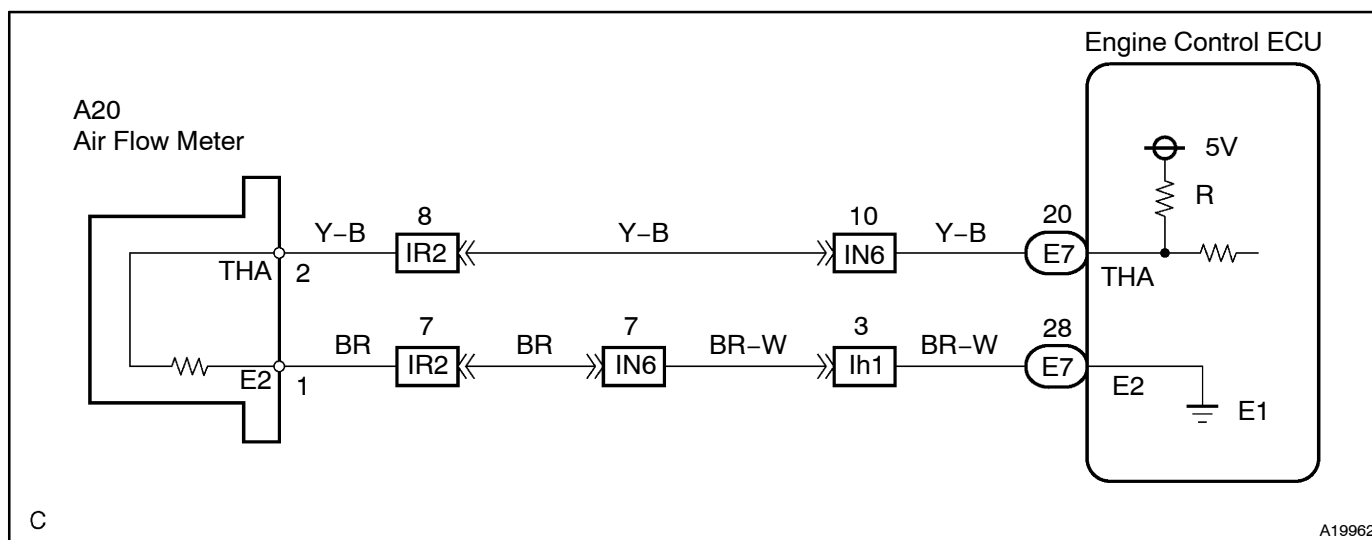 Engine Control ECU
A20
Air Flow Meter
5V
R
Y−B
8
IR2
Y−B
10
IN6
Y−B
20
E7
THA
2
THA
BR
7
IR2
BR
7
IN6
BR−W
3
Ih1
BR−W
28
E7
E2
1
E2
E1
C
A19962